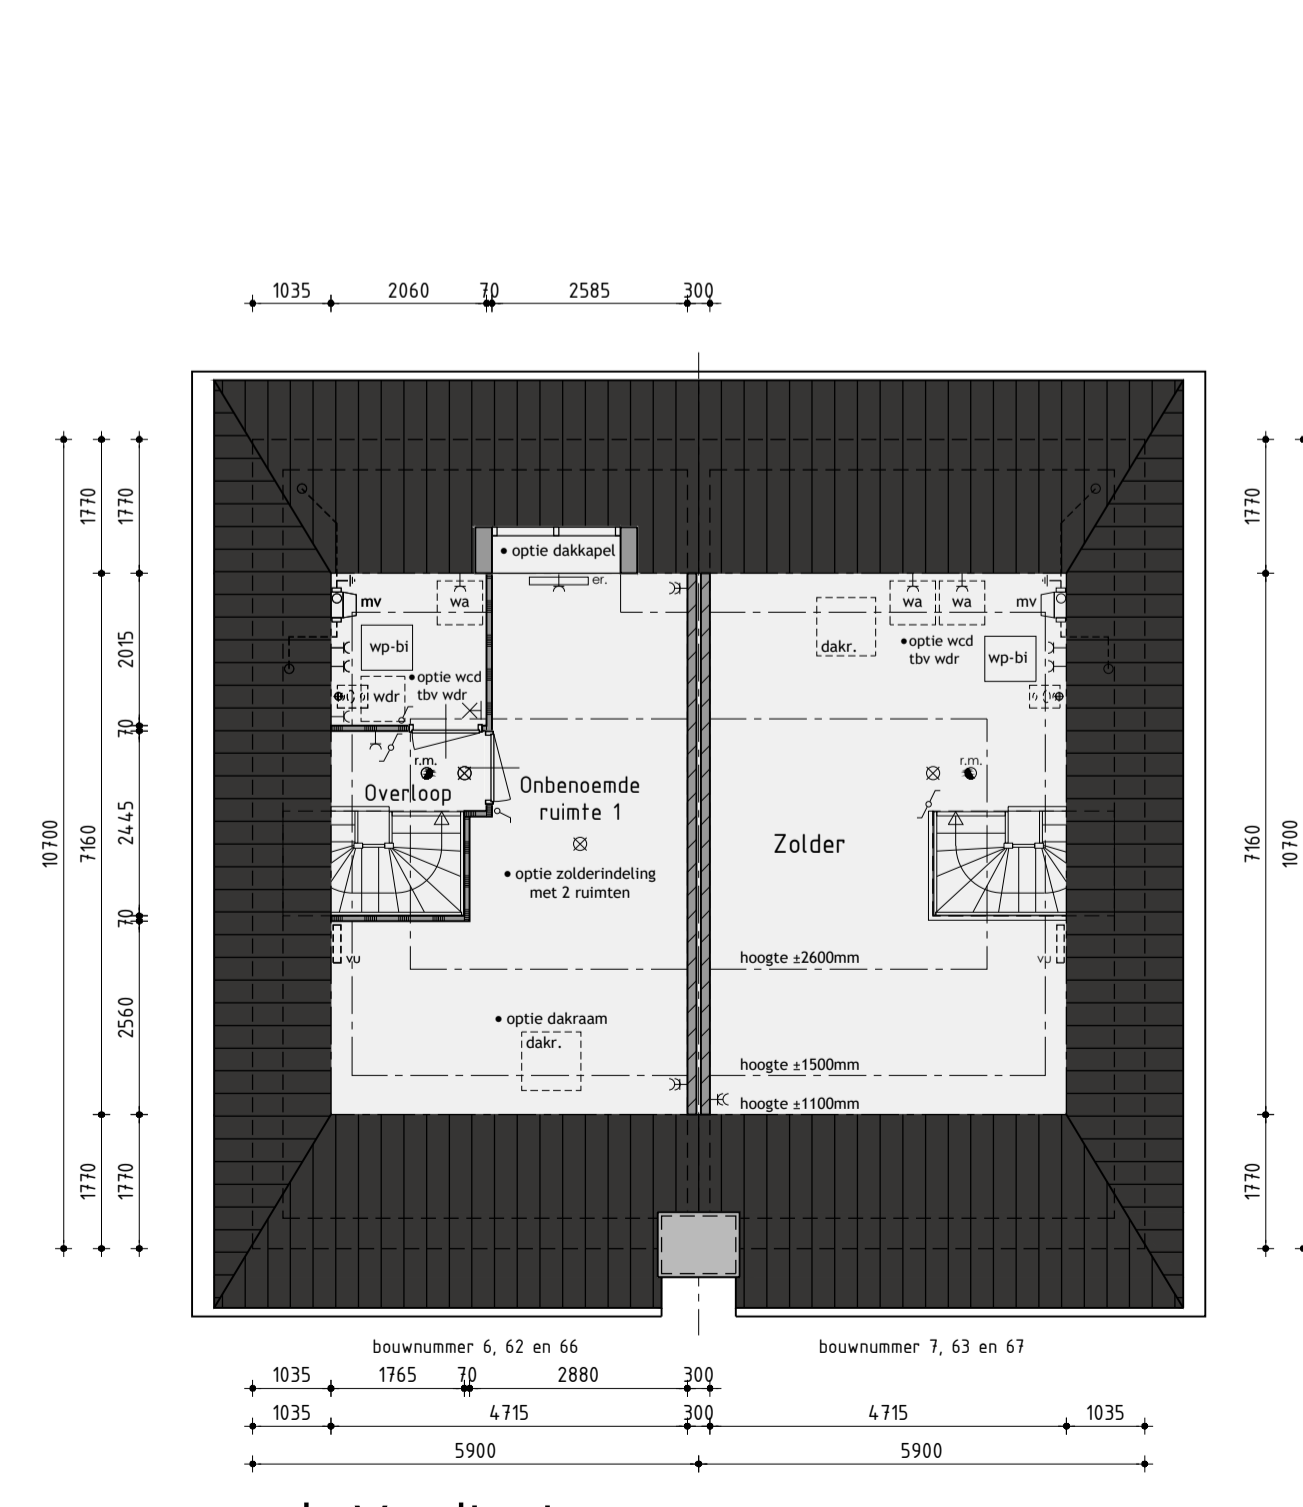 1035 2060 70 2585 300
1770 1770 1770
• optie dakkapel
er.
mv wa wa wa mv
dakr.
wp-bi
• optie wcd
tbv wdr
wp-bi
2015
• optie wcd
tbv wdr
wdr
70
r.m. r.m.
Overloop
Onbenoemde
ruimte 1
Zolder
10700 7160 2445 7160 10700
• optie zolderindeling
met 2 ruimten
70
vu vu
hoogte ±2600mm
2560
• optie dakraam
dakr.
hoogte ±1500mm
hoogte ±1100mm
1770 1770 1770
bouwnummer 6, 62 en 66 bouwnummer 7, 63 en 67
1035 1765 70 2880 300
1035 4715 300 4715 1035
5900 5900